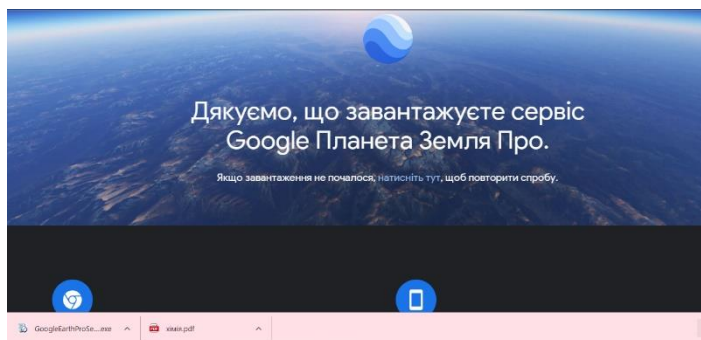 Дякуємо, що завантажуєте сервіс
Google Планета Земля Про.
Якщо завантаження не почалося, натисніть тут, щоб повторити спробу.
GoogleEarthProSe....exe
хімія.pdf